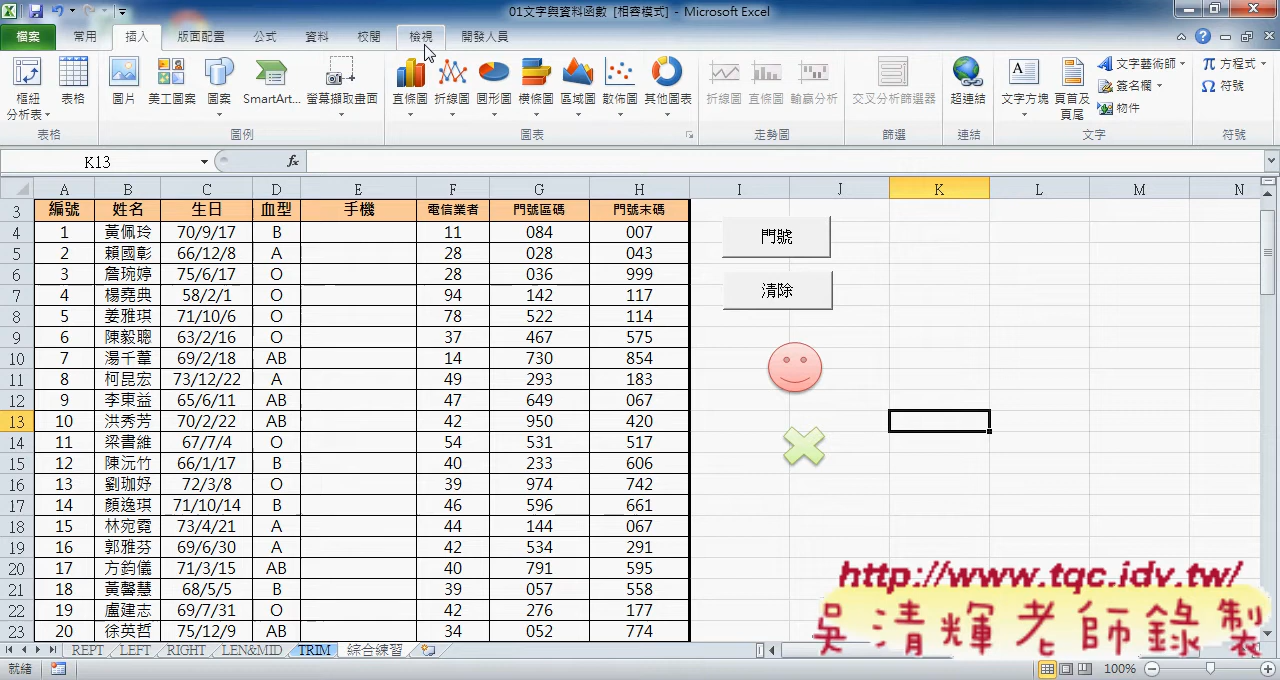 01文字與資料函數 [相容模式] - Microsoft Excel
檔案 常用 插入 版面配置 公式 資料 校閱 檢視 開發人員
樞紐分析表 表格 圖片 美工圖案 圖案 SmartArt... 螢幕擷取畫面 直條圖 折線圖 圓形圖 橫條圖 區域圖 散佈圖 其他圖表 折線圖 直條圖 輸贏分析 交叉分析篩選器 超連結 文字方塊 頁首及頁尾 文字藝術師 簽名欄 物件 π 方程式 Ω 符號
表格 圖例 圖表 走勢圖 篩選 連結 文字 符號
K13 fx
A B C D E F G H I J K L M N
3 編號 姓名 生日 血型 手機 電信業者 門號區碼 門號末碼
4 1 黃佩玲 70/9/17 B 11 084 007
門號
5 2 賴國彰 66/12/8 A 28 028 043
6 3 詹琬婷 75/6/17 O 28 036 999
7 4 楊堯典 58/2/1 O 94 142 117
清除
8 5 姜雅琪 71/10/6 O 78 522 114
9 6 陳毅聰 63/2/16 O 37 467 575
10 7 湯千葦 69/2/18 AB 14 730 854
11 8 柯昆宏 73/12/22 A 49 293 183
12 9 李東益 65/6/11 AB 47 649 067
13 10 洪秀芳 70/2/22 AB 42 950 420
14 11 梁書維 67/7/4 O 54 531 517
15 12 陳沅竹 66/1/17 B 40 233 606
16 13 劉珈妤 72/3/8 O 39 974 742
17 14 顏逸琪 71/10/14 B 46 596 661
18 15 林宛霓 73/4/21 A 44 144 067
19 16 郭雅芬 69/6/30 A 42 534 291
20 17 方鈞儀 71/3/15 AB 40 791 595
21 18 黃馨慧 68/5/5 B 39 057 558
22 19 盧建志 69/7/31 O 42 276 177
23 20 徐英哲 75/12/9 AB 34 052 774
http://www.tqc.idv.tw/
吳清輝老師錄製
REPT LEFT RIGHT LEN&MID TRIM 綜合練習
就緒 100%